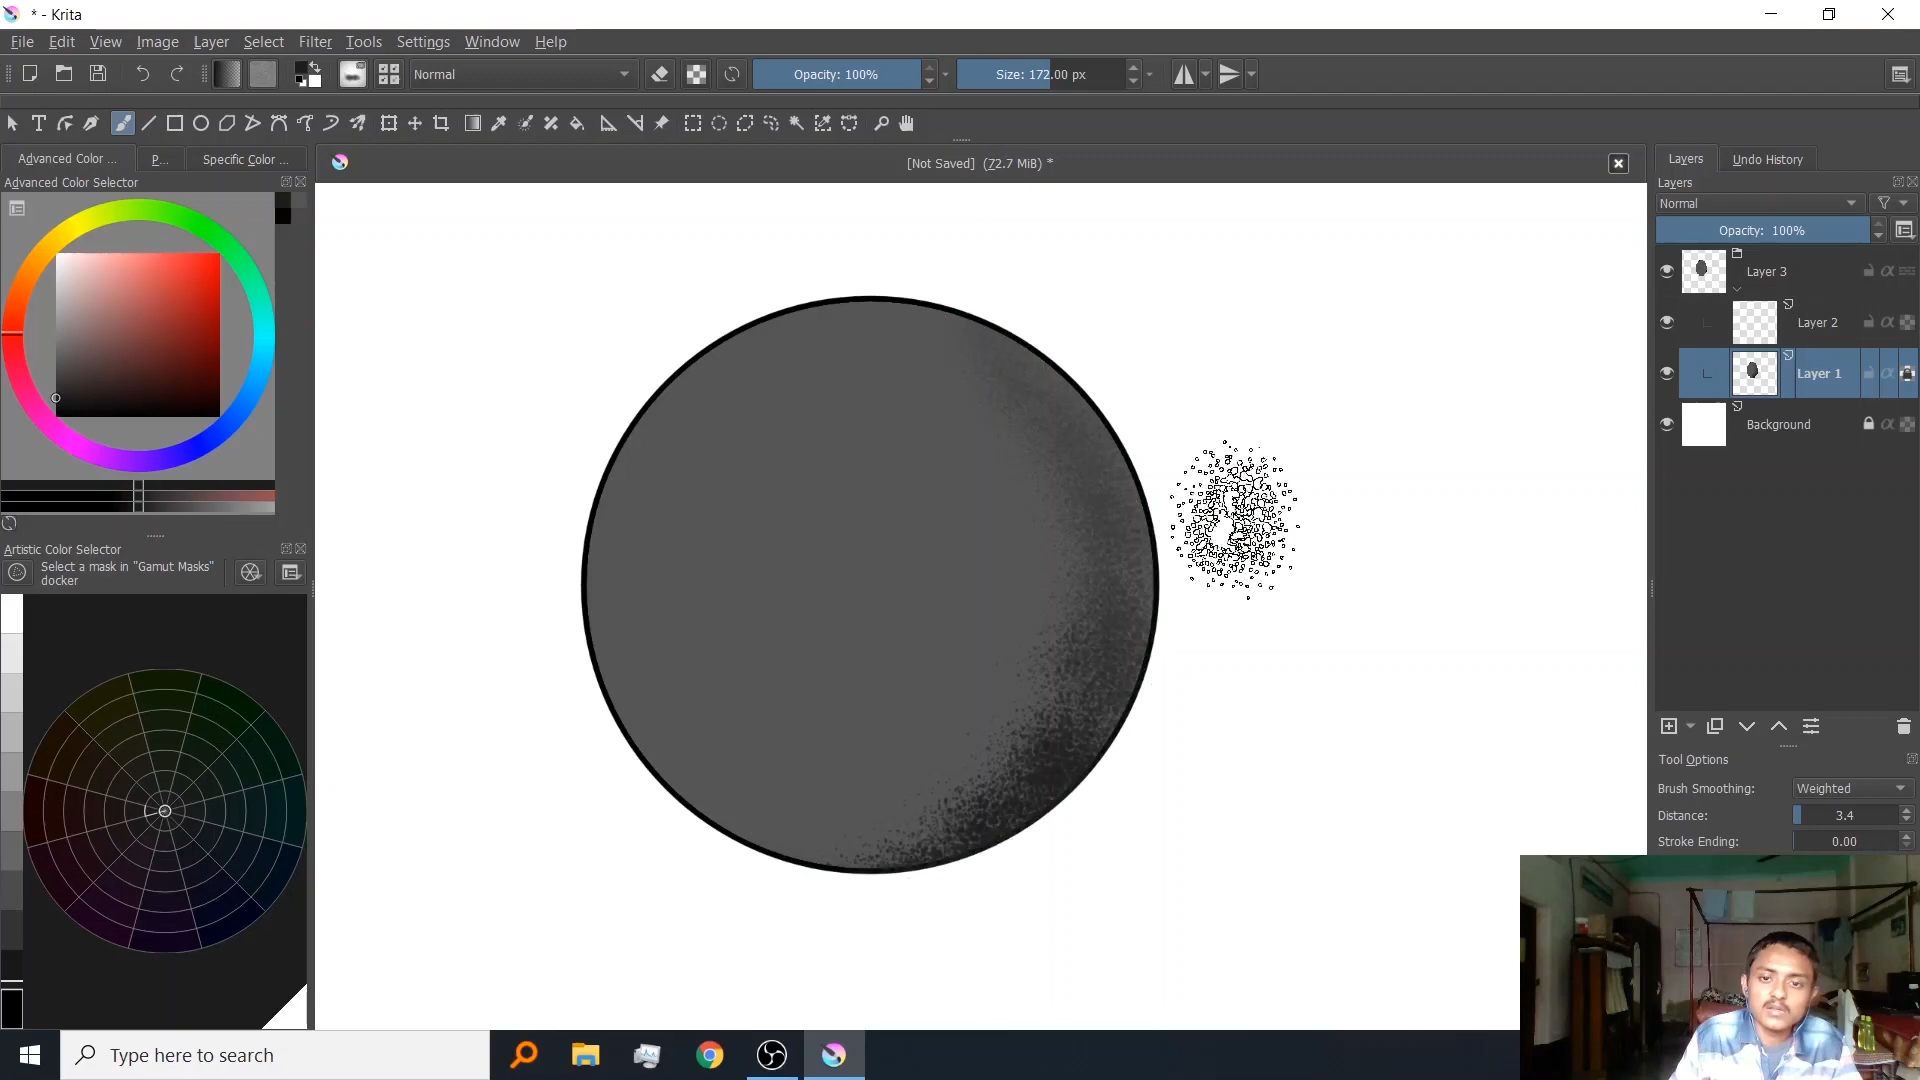 * - Krita
File Edit View Image Layer Select Filter Tools Settings Window Help
Normal Opacity: 100% Size: 172.00 px
Advanced Color ... P... Specific Color ...
[Not Saved] (72.7 MiB) *
Layers Undo History
Advanced Color Selector
Layers
Normal
Opacity: 100%
Layer 3
Layer 2
Layer 1
Background
Artistic Color Selector
Select a mask in "Gamut Masks"
docker
Tool Options
Brush Smoothing: Weighted
Distance: 3.4
Stroke Ending: 0.00
Type here to search